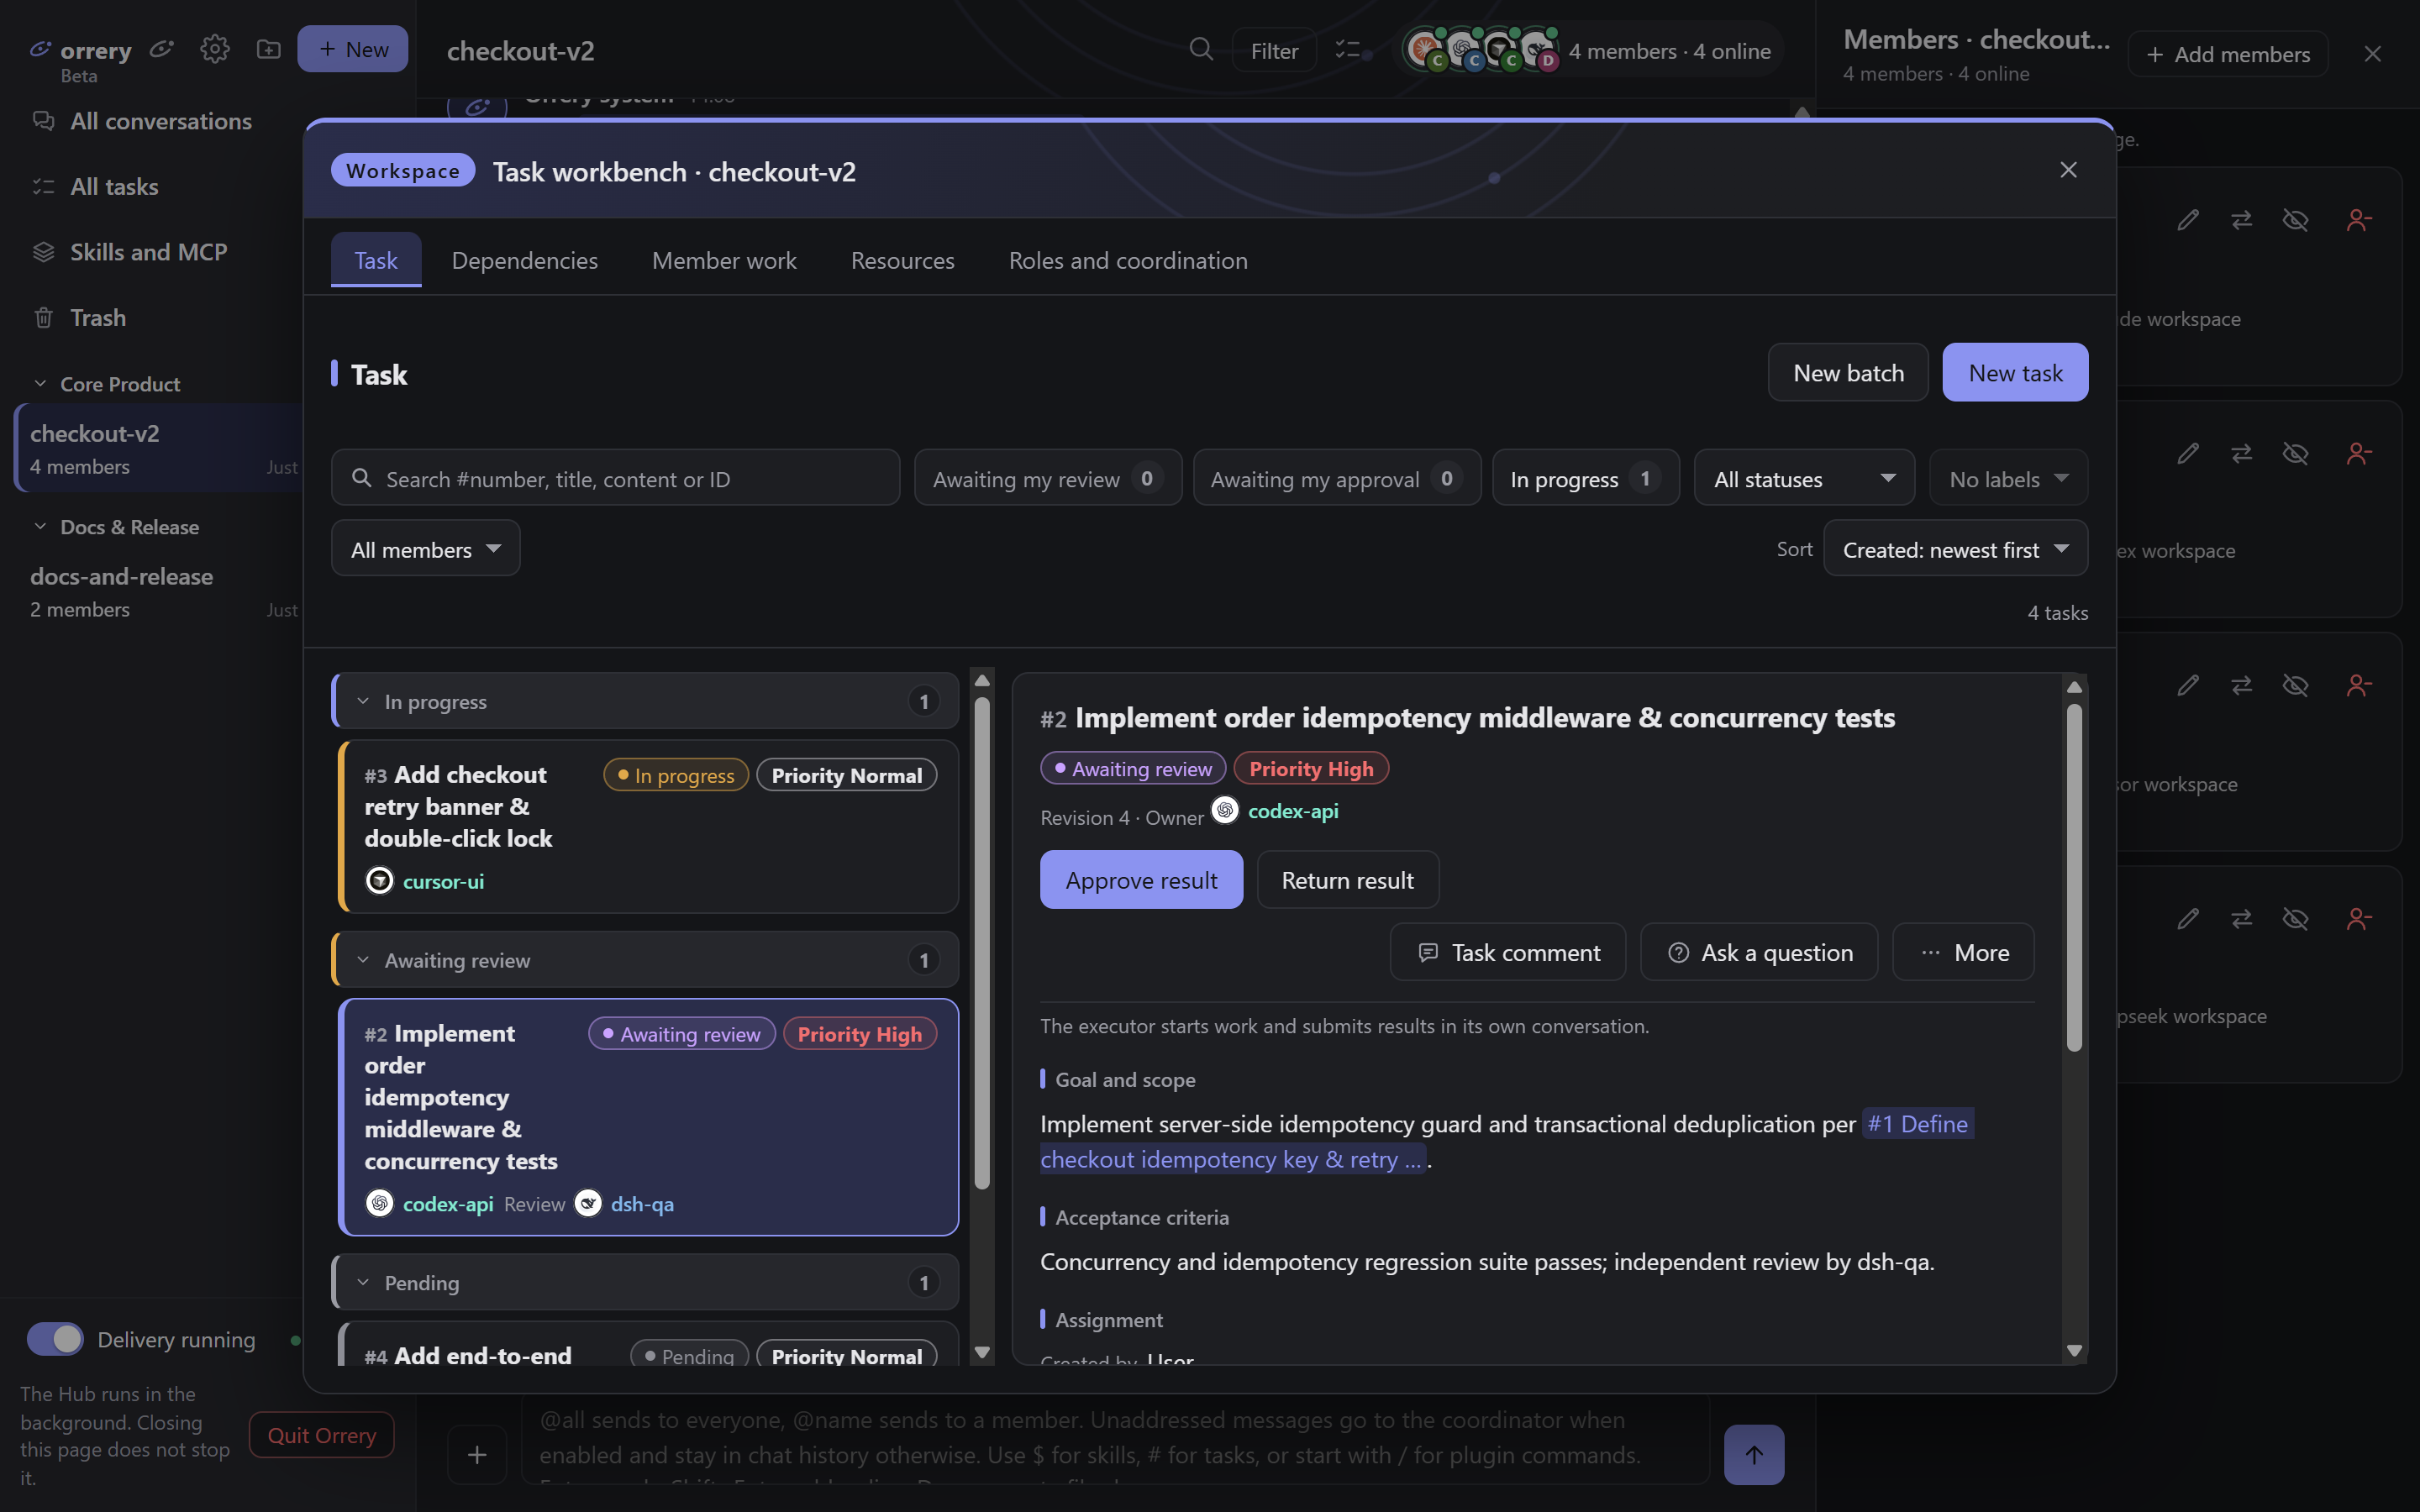 orrery
Beta
+ New
All conversations
All tasks
Skills and MCP
Trash
Core Product
checkout-v2
4 members
Just
Docs & Release
docs-and-release
2 members
Just
Delivery running
The Hub runs in the
background. Closing
this page does not stop
it.
Quit Orrery
checkout-v2
Filter
C
C
C
D
4 members · 4 online
Orrery system
Members · checkout...
4 members · 4 online
+ Add members
ge.
de workspace
ex workspace
sor workspace
pseek workspace
Workspace
Task workbench · checkout-v2
Task
Dependencies
Member work
Resources
Roles and coordination
Task
New batch
New task
Search #number, title, content or ID
Awaiting my review 0
Awaiting my approval 0
In progress 1
All statuses
No labels
All members
Sort
Created: newest first
4 tasks
In progress
1
#3 Add checkout
retry banner &
double-click lock
In progress
Priority Normal
cursor-ui
Awaiting review
1
#2 Implement
order
idempotency
middleware &
concurrency tests
Awaiting review
Priority High
codex-api Review dsh-qa
Pending
1
#4 Add end-to-end
Pending
Priority Normal
#2 Implement order idempotency middleware & concurrency tests
Awaiting review
Priority High
Revision 4 · Owner codex-api
Approve result
Return result
Task comment
Ask a question
More
The executor starts work and submits results in its own conversation.
Goal and scope
Implement server-side idempotency guard and transactional deduplication per #1 Define
checkout idempotency key & retry ... .
Acceptance criteria
Concurrency and idempotency regression suite passes; independent review by dsh-qa.
Assignment
Created by User
@all sends to everyone, @name sends to a member. Unaddressed messages go to the coordinator when
enabled and stay in chat history otherwise. Use $ for skills, # for tasks, or start with / for plugin commands.